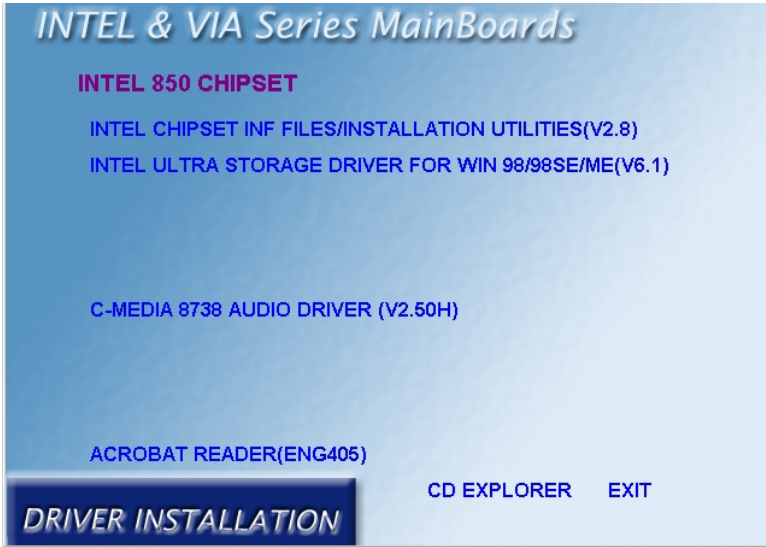 INTEL & VIA Series MainBoards
INTEL 850 CHIPSET
INTEL CHIPSET INF FILES/INSTALLATION UTILITIES(V2.8)
INTEL ULTRA STORAGE DRIVER FOR WIN 98/98SE/ME(V6.1)
C-MEDIA 8738 AUDIO DRIVER (V2.50H)
ACROBAT READER(ENG405)
CD EXPLORER EXIT
DRIVER INSTALLATION